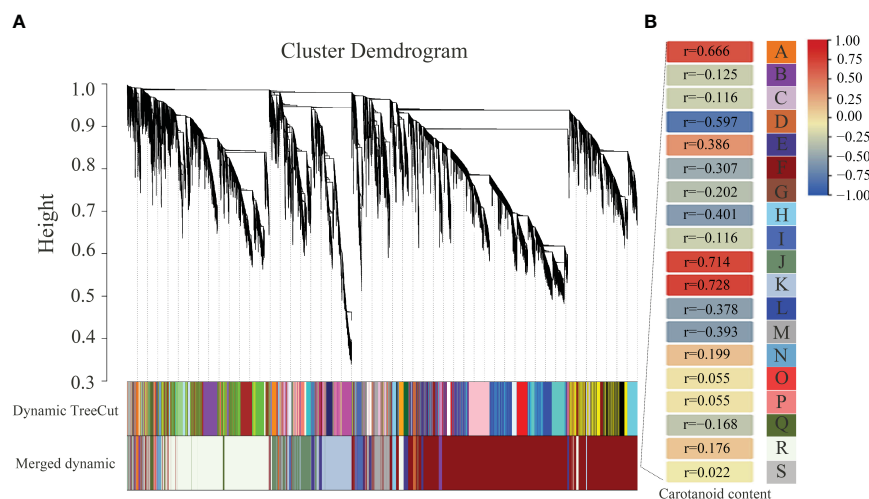 A
B
Cluster Demdrogram
Height
1.0
0.9
0.8
0.7
0.6
0.5
0.4
0.3
Dynamic TreeCut
Merged dynamic
r=0.666 A
r=−0.125 B
r=−0.116 C
r=−0.597 D
r=0.386 E
r=−0.307 F
r=−0.202 G
r=−0.401 H
r=−0.116 I
r=0.714 J
r=0.728 K
r=−0.378 L
r=−0.393 M
r=0.199 N
r=0.055 O
r=0.055 P
r=−0.168 Q
r=0.176 R
r=0.022 S
Carotanoid content
1.00
0.75
0.50
0.25
0.00
−0.25
−0.50
−0.75
−1.00